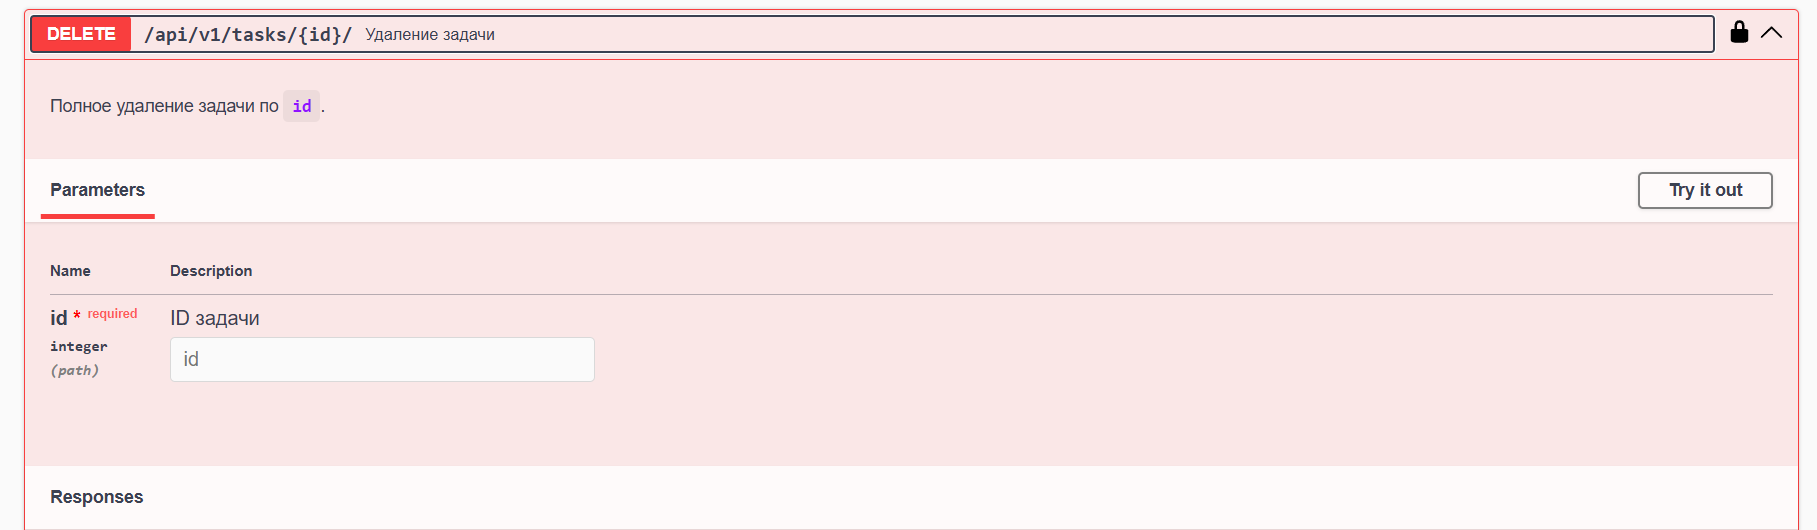 DELETE /api/v1/tasks/{id}/ Удаление задачи
Полное удаление задачи по id.
Parameters
Try it out
Name Description
id * required ID задачи
integer id
(path)
Responses